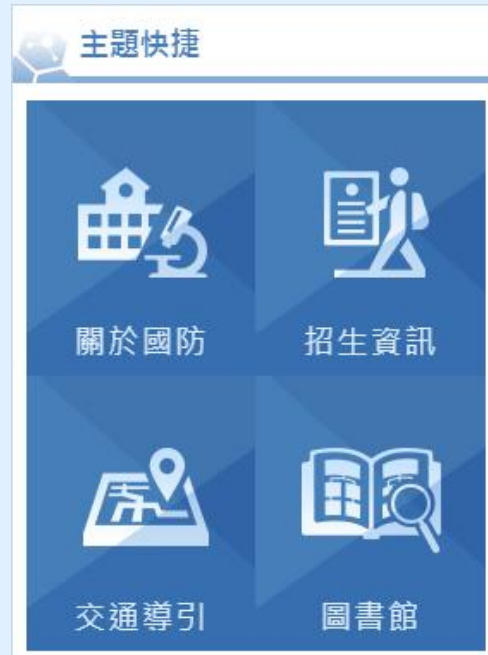 主題快捷
關於國防
招生資訊
交通導引
圖書館